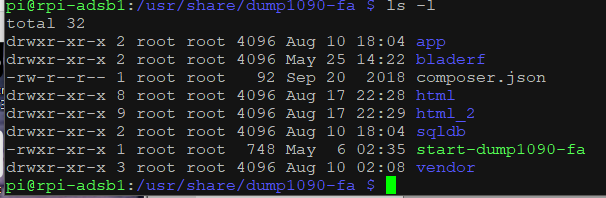 pi@rpi-adsb1:/usr/share/dump1090-fa $ ls -l
total 32
drwxr-xr-x 2 root root 4096 Aug 10 18:04 app
drwxr-xr-x 2 root root 4096 May 25 14:22 bladerf
-rw-r--r-- 1 root root   92 Sep 20  2018 composer.json
drwxr-xr-x 8 root root 4096 Aug 17 22:28 html
drwxr-xr-x 9 root root 4096 Aug 17 22:29 html_2
drwxr-xr-x 2 root root 4096 Aug 10 18:04 sqldb
-rwxr-xr-x 1 root root  748 May  6 02:35 start-dump1090-fa
drwxr-xr-x 3 root root 4096 Aug 10 02:08 vendor
pi@rpi-adsb1:/usr/share/dump1090-fa $